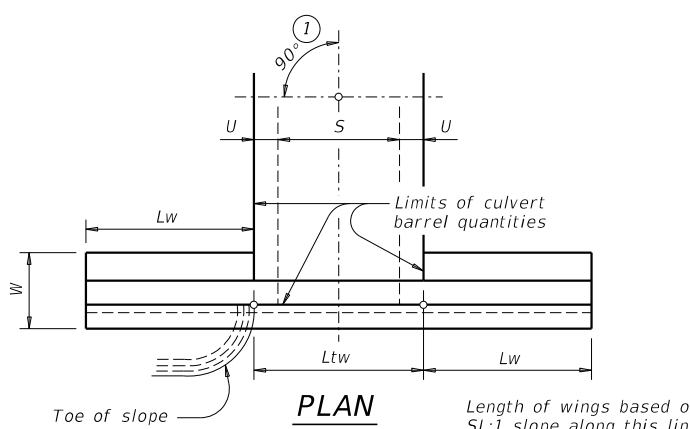 1
90°
U
S
U
Limits of culvert
barrel quantities
Lw
W
Ltw
Lw
Toe of slope
PLAN
Length of wings based
SL:1 slope along this